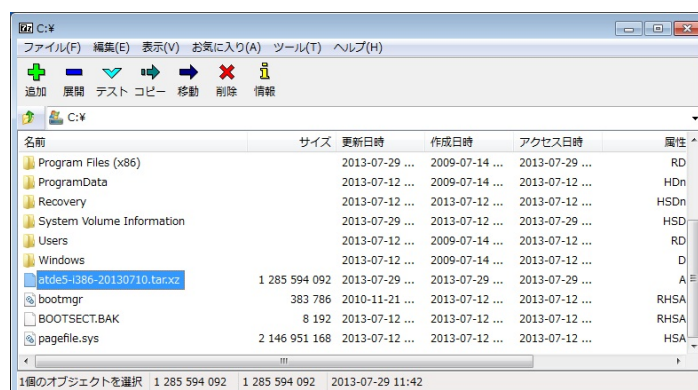 7z C:¥
ファイル(F) 編集(E) 表示(V) お気に入り(A) ツール(T) ヘルプ(H)
追加 展開 テスト コピー 移動 削除 情報
C:¥
名前 サイズ 更新日時 作成日時 アクセス日時 属性
Program Files (x86) 2013-07-29 ... 2009-07-14 ... 2013-07-29 ... RD
ProgramData 2013-07-12 ... 2009-07-14 ... 2013-07-12 ... HDn
Recovery 2013-07-12 ... 2013-07-12 ... 2013-07-12 ... HSDn
System Volume Information 2013-07-29 ... 2013-07-12 ... 2013-07-29 ... HSD
Users 2013-07-12 ... 2009-07-14 ... 2013-07-12 ... RD
Windows 2013-07-12 ... 2009-07-14 ... 2013-07-12 ... D
atde5-i386-20130710.tar.xz 1 285 594 092 2013-07-29 ... 2013-07-29 ... 2013-07-29 ... A
bootmgr 383 786 2010-11-21 ... 2013-07-12 ... 2013-07-12 ... RHSA
BOOTSECT.BAK 8 192 2013-07-12 ... 2013-07-12 ... 2013-07-12 ... RHSA
pagefile.sys 2 146 951 168 2013-07-12 ... 2013-07-12 ... 2013-07-12 ... HSA
1個のオブジェクトを選択 1 285 594 092 1 285 594 092 2013-07-29 11:42